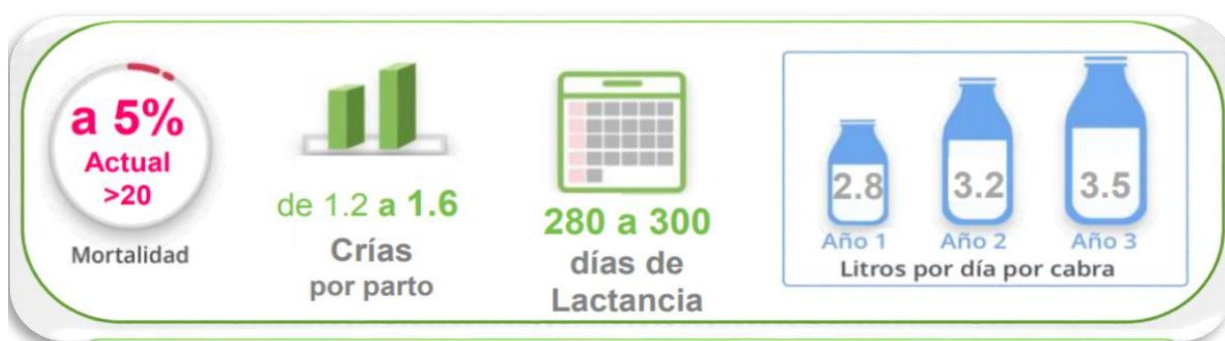 a 5%
Actual
>20
Mortalidad
de 1.2 a 1.6
Crías
por parto
280 a 300
días de
Lactancia
2.8
3.2
3.5
Año 1
Año 2
Año 3
Litros por día por cabra